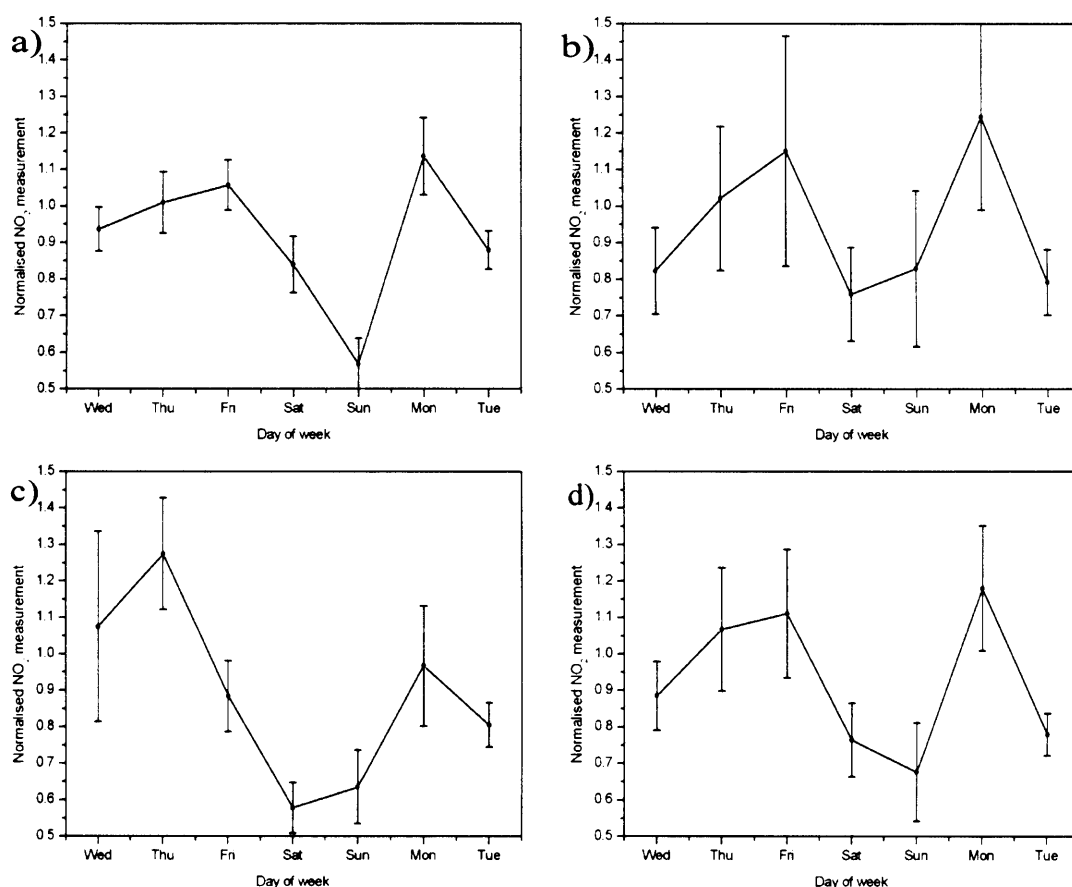 a)
1.5
1.4
1.3
1.2
1.1
1.0
0.9
0.8
0.7
0.6
0.5
Normalised NO₂ measurement
Wed Thu Fri Sat Sun Mon Tue
Day of week
b)
1.5
1.4
1.3
1.2
1.1
1.0
0.9
0.8
0.7
0.6
0.5
Normalised NO₂ measurement
Wed Thu Fri Sat Sun Mon Tue
Day of week
c)
1.5
1.4
1.3
1.2
1.1
1.0
0.9
0.8
0.7
0.6
0.5
Normalised NO₂ measurement
Wed Thu Fri Sat Sun Mon Tue
Day of week
d)
1.5
1.4
1.3
1.2
1.1
1.0
0.9
0.8
0.7
0.6
0.5
Normalised NO₂ measurement
Wed Thu Fri Sat Sun Mon Tue
Day of week